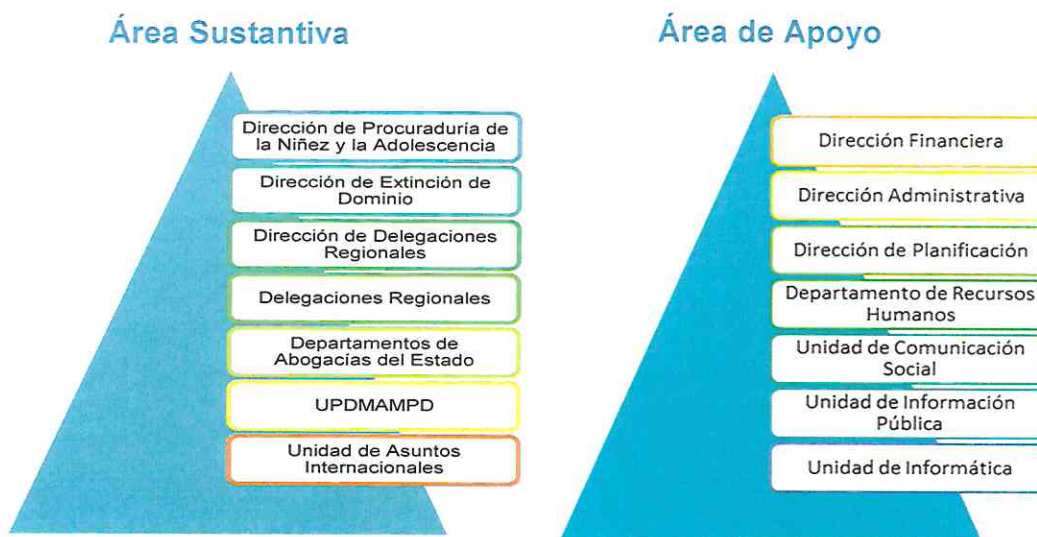 Área Sustantiva
Dirección de Procuraduría de
la Niñez y la Adolescencia
Dirección de Extinción de
Dominio
Dirección de Delegaciones
Regionales
Delegaciones Regionales
Departamentos de
Abogacías del Estado
UPDMAMPD
Unidad de Asuntos
Internacionales
Área de Apoyo
Dirección Financiera
Dirección Administrativa
Dirección de Planificación
Departamento de Recursos
Humanos
Unidad de Comunicación
Social
Unidad de Información
Pública
Unidad de Informática